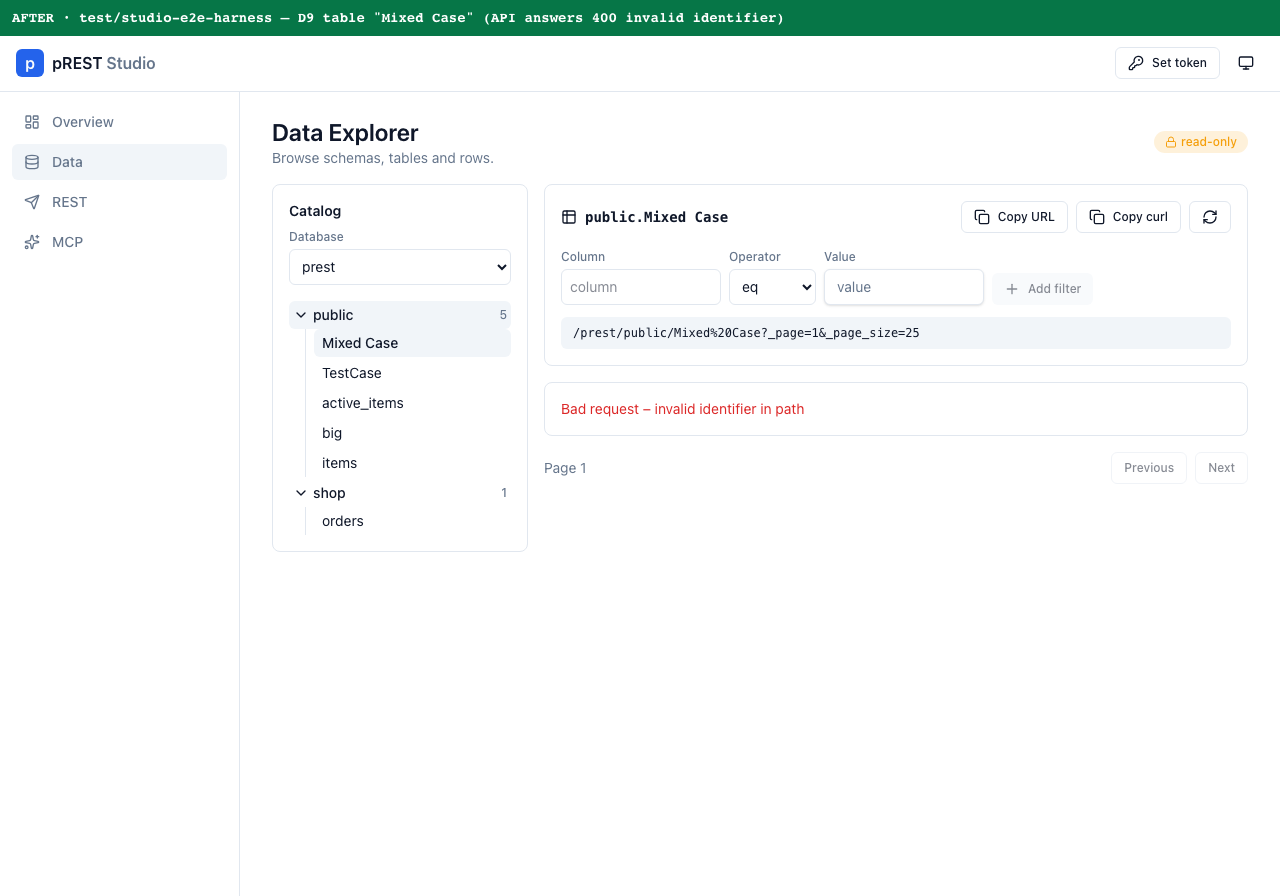 AFTER · test/studio-e2e-harness — D9 table "Mixed Case" (API answers 400 invalid identifier)
p pREST Studio
Set token
Overview
Data
REST
MCP
Data Explorer
Browse schemas, tables and rows.
read-only
Catalog
Database
prest
public 5
Mixed Case
TestCase
active_items
big
items
shop 1
orders
public.Mixed Case
Copy URL
Copy curl
Column Operator Value
column eq value Add filter
/prest/public/Mixed%20Case?_page=1&_page_size=25
Bad request – invalid identifier in path
Page 1
Previous
Next